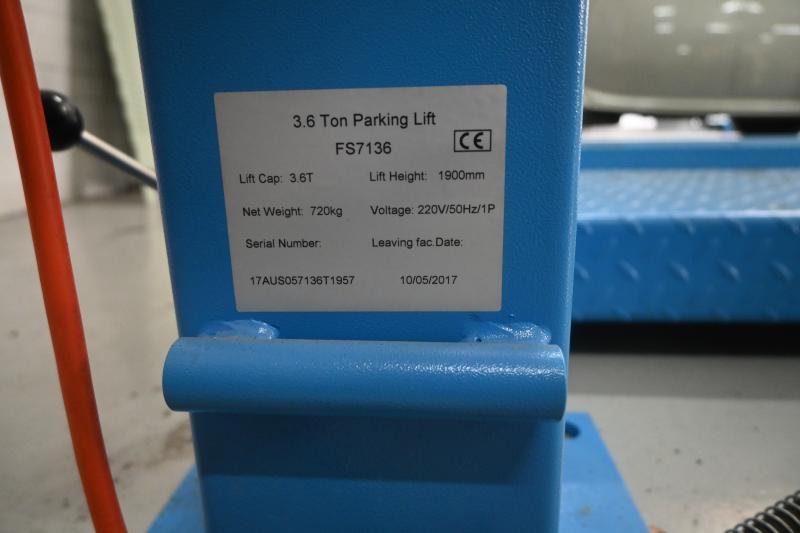 3.6 Ton Parking Lift
FS7136
CE
Lift Cap: 3.6T Lift Height: 1900mm
Net Weight: 720kg Voltage: 220V/50Hz/1P
Serial Number: Leaving fac.Date:
17AUS057136T1957 10/05/2017